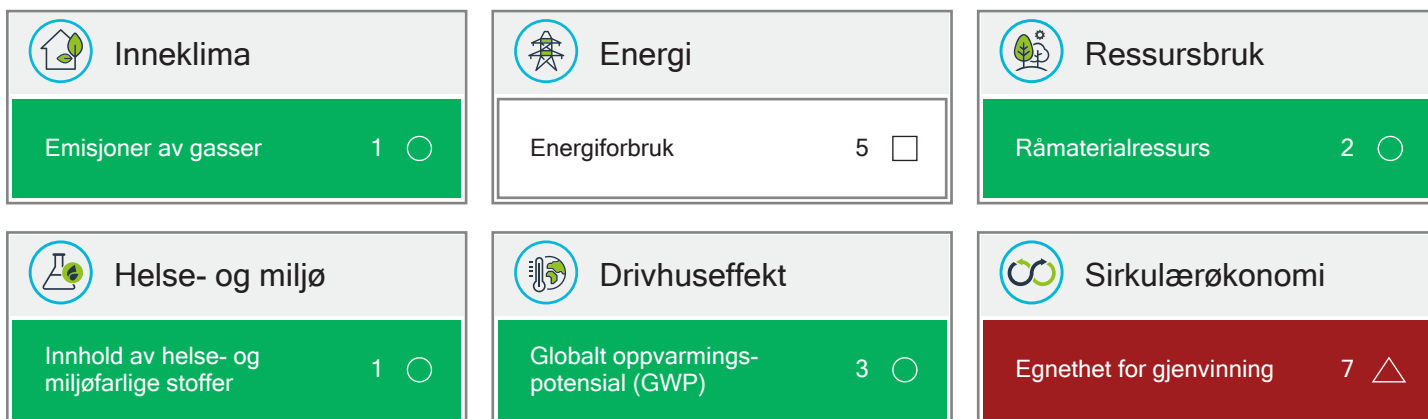 Inneklima
Emisjoner av gasser 1
Energi
Energiforbruk 5
Ressursbruk
Råmaterialressurs 2
Helse- og miljø
Innhold av helse- og
miljøfarlige stoffer 1
Drivhuseffekt
Globalt oppvarmings-
potensial (GWP) 3
Sirkulærøkonomi
Egnethet for gjenvinning 7